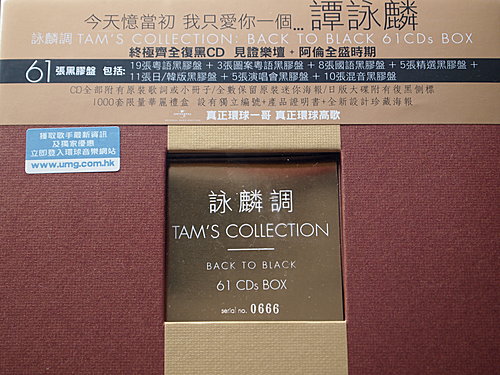 今天憶當初 我只愛你一個... 譚詠麟
詠麟調 TAM'S COLLECTION: BACK TO BLACK 61CDs BOX
終極齊全復黑CD 見證樂壇・阿倫全盛時期
61 張黑膠盤 包括: 19張粵語黑膠盤 + 3張圖案粵語黑膠盤 + 8張國語黑膠盤 + 5張精選黑膠盤 +
11張日/韓版黑膠盤 + 5張演唱會黑膠盤 + 10張混音黑膠盤
CD全部附有原裝歌詞或小冊子/全數保留原裝迷你海報/日版大碟附有復黑側標
1000套限量華麗禮盒 設有獨立編號+產品證明書+全新設計珍藏海報
UNIVERSAL
真正環球一哥 真正環球高歌
獲取歌手最新資訊
及獨家優惠
立即登入環球音樂網站
www.umg.com.hk
詠麟調
TAM'S COLLECTION
BACK TO BLACK
61 CDs BOX
serial no. 0666